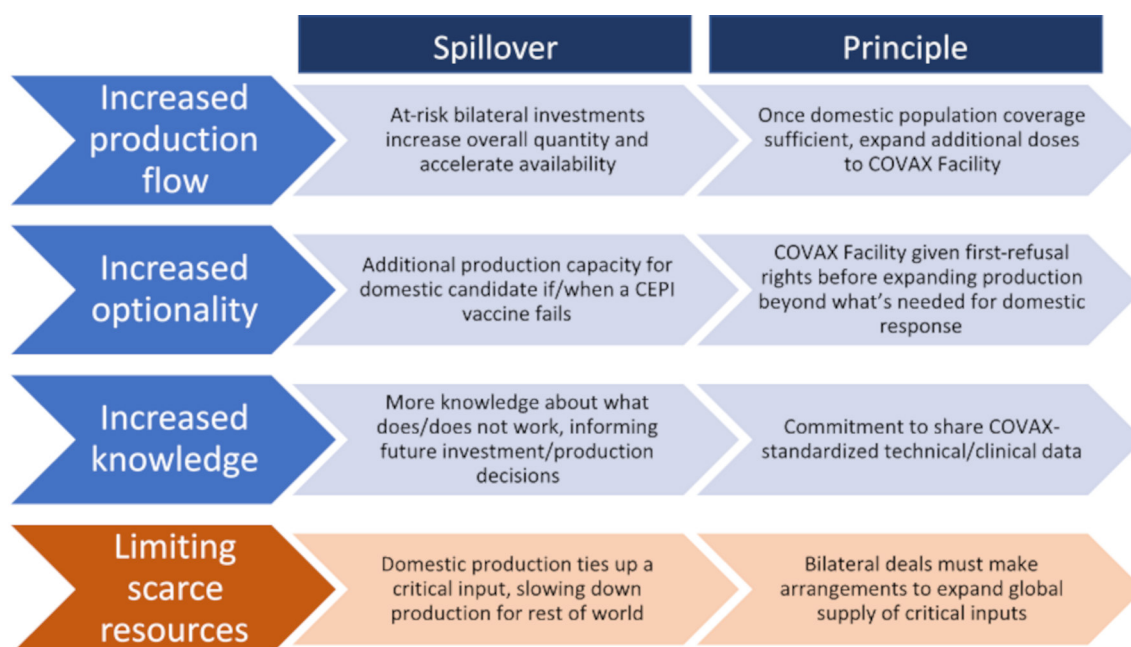 Spillover
Principle
Increased
production
flow
At-risk bilateral investments
increase overall quantity and
accelerate availability
Once domestic population coverage
sufficient, expand additional doses
to COVAX Facility
Increased
optionality
Additional production capacity for
domestic candidate if/when a CEPI
vaccine fails
COVAX Facility given first-refusal
rights before expanding production
beyond what's needed for domestic
response
Increased
knowledge
More knowledge about what
does/does not work, informing
future investment/production
decisions
Commitment to share COVAX-
standardized technical/clinical data
Limiting
scarce
resources
Domestic production ties up a
critical input, slowing down
production for rest of world
Bilateral deals must make
arrangements to expand global
supply of critical inputs